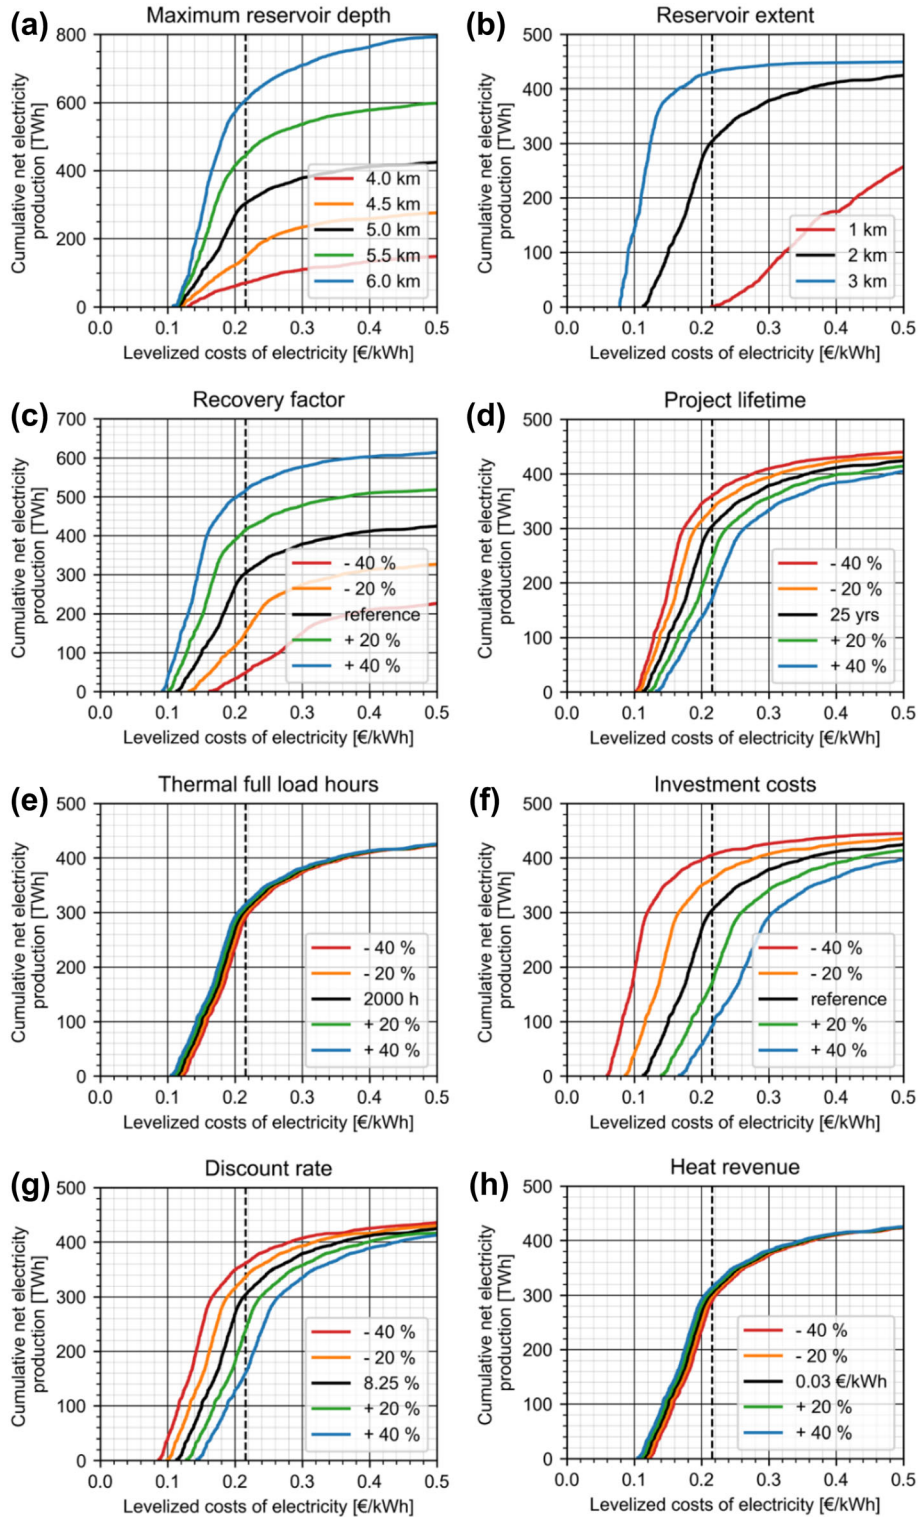 (a)
Maximum reservoir depth
Cumulative net electricity
production [TWh]
800
600
400
200
0
4.0 km
4.5 km
5.0 km
5.5 km
6.0 km
0.0 0.1 0.2 0.3 0.4 0.5
Levelized costs of electricity [€/kWh]
(b)
Reservoir extent
Cumulative net electricity
production [TWh]
500
400
300
200
100
0
1 km
2 km
3 km
0.0 0.1 0.2 0.3 0.4 0.5
Levelized costs of electricity [€/kWh]
(c)
Recovery factor
Cumulative net electricity
production [TWh]
700
600
500
400
300
200
100
0
- 40 %
- 20 %
reference
+ 20 %
+ 40 %
0.0 0.1 0.2 0.3 0.4 0.5
Levelized costs of electricity [€/kWh]
(d)
Project lifetime
Cumulative net electricity
production [TWh]
500
400
300
200
100
0
- 40 %
- 20 %
25 yrs
+ 20 %
+ 40 %
0.0 0.1 0.2 0.3 0.4 0.5
Levelized costs of electricity [€/kWh]
(e)
Thermal full load hours
Cumulative net electricity
production [TWh]
500
400
300
200
100
0
- 40 %
- 20 %
2000 h
+ 20 %
+ 40 %
0.0 0.1 0.2 0.3 0.4 0.5
Levelized costs of electricity [€/kWh]
(f)
Investment costs
Cumulative net electricity
production [TWh]
500
400
300
200
100
0
- 40 %
- 20 %
reference
+ 20 %
+ 40 %
0.0 0.1 0.2 0.3 0.4 0.5
Levelized costs of electricity [€/kWh]
(g)
Discount rate
Cumulative net electricity
production [TWh]
500
400
300
200
100
0
- 40 %
- 20 %
8.25 %
+ 20 %
+ 40 %
0.0 0.1 0.2 0.3 0.4 0.5
Levelized costs of electricity [€/kWh]
(h)
Heat revenue
Cumulative net electricity
production [TWh]
500
400
300
200
100
0
- 40 %
- 20 %
0.03 €/kWh
+ 20 %
+ 40 %
0.0 0.1 0.2 0.3 0.4 0.5
Levelized costs of electricity [€/kWh]